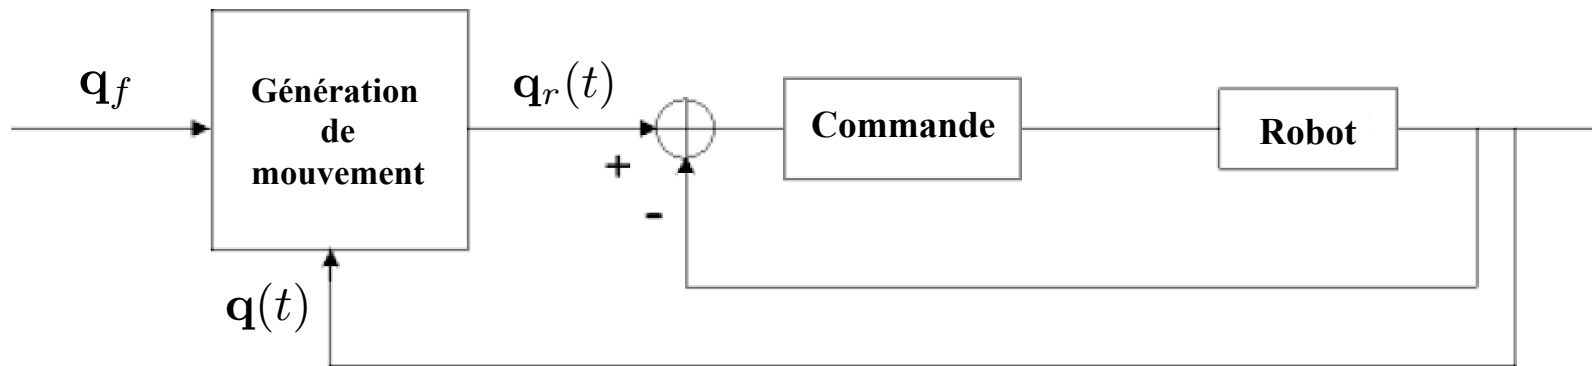 q_f
Génération
de
mouvement
q_r(t)
+
-
Commande
Robot
q(t)